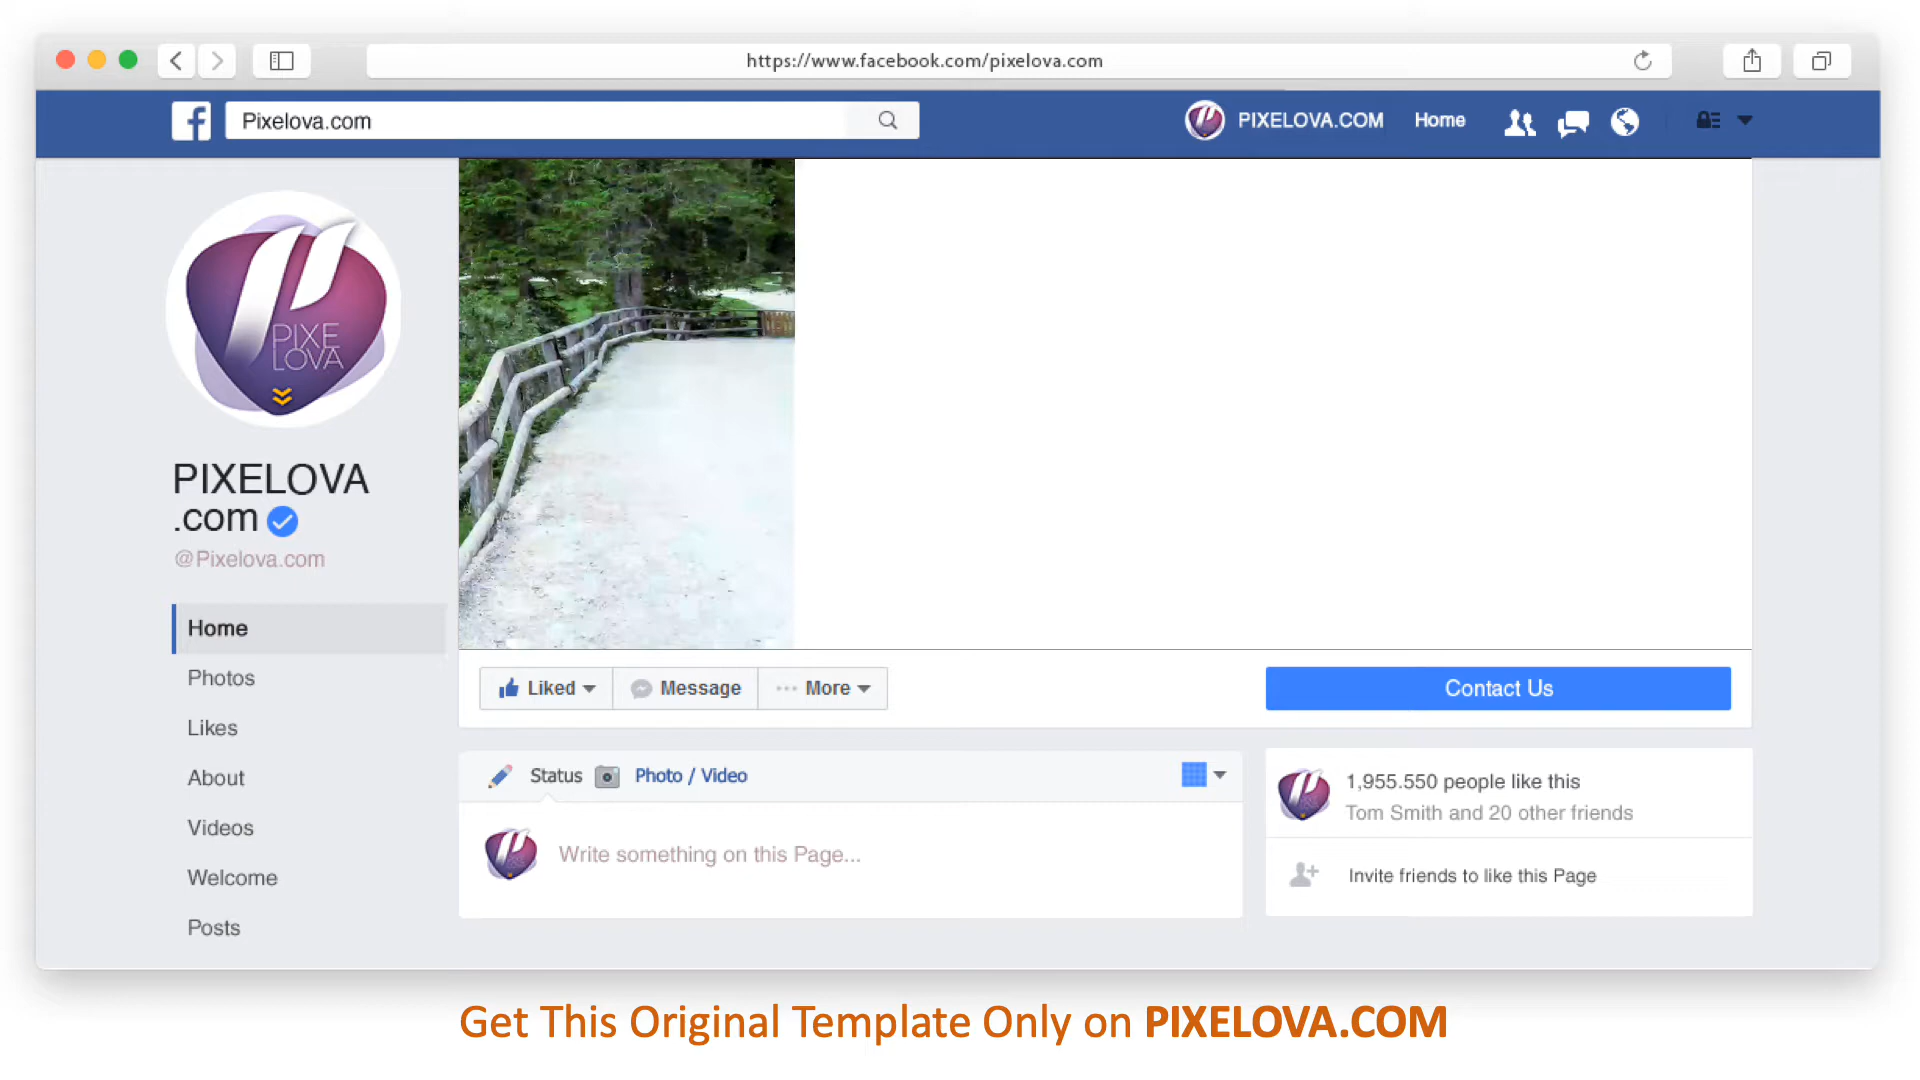 https://www.facebook.com/pixelova.com
Pixelova.com
PIXELOVA.COM
Home
PIXE
LOVA
PIXELOVA
.com
@Pixelova.com
Home
Photos
Likes
About
Videos
Welcome
Posts
Liked
Message
More
Contact Us
Status
Photo / Video
Write something on this Page...
1,955.550 people like this
Tom Smith and 20 other friends
Invite friends to like this Page
Get This Original Template Only on PIXELOVA.COM